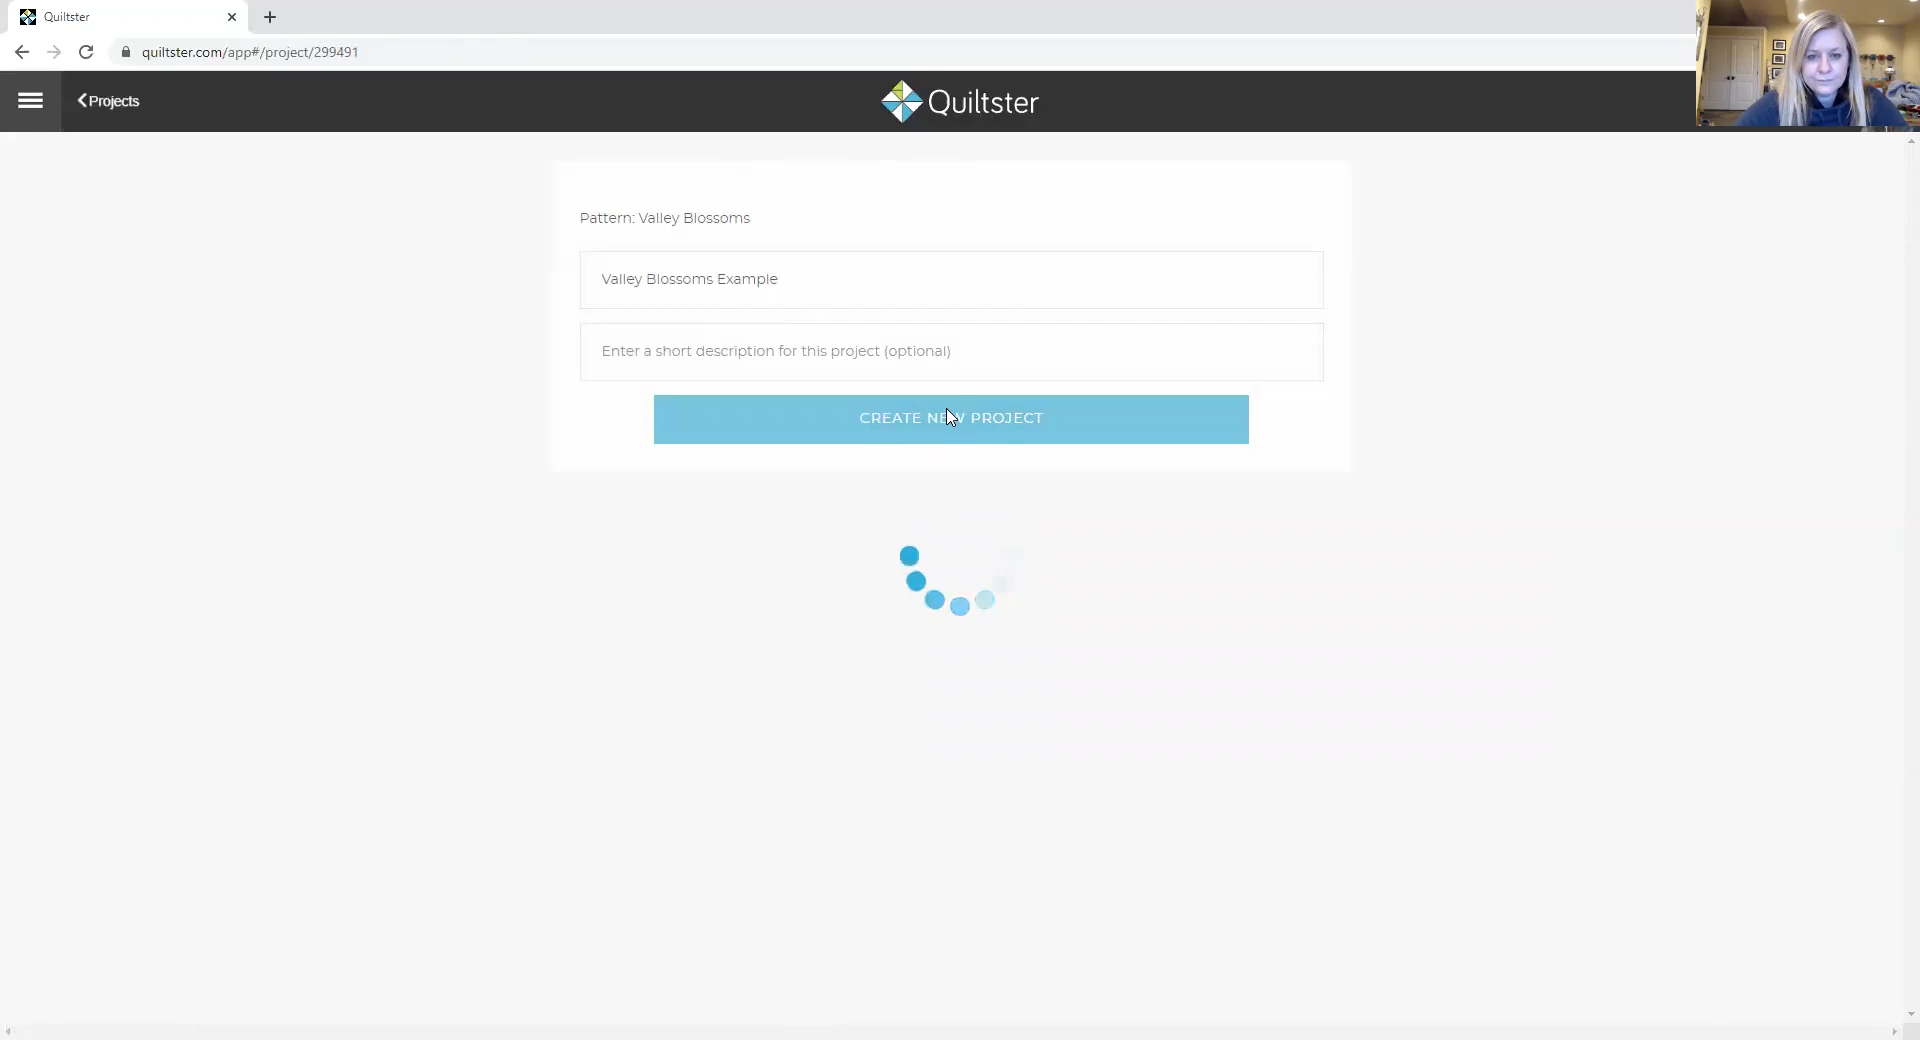 Quiltster
quiltster.com/app#/project/299491
Projects
Quiltster
Pattern: Valley Blossoms
Valley Blossoms Example
Enter a short description for this project (optional)
CREATE NEW PROJECT